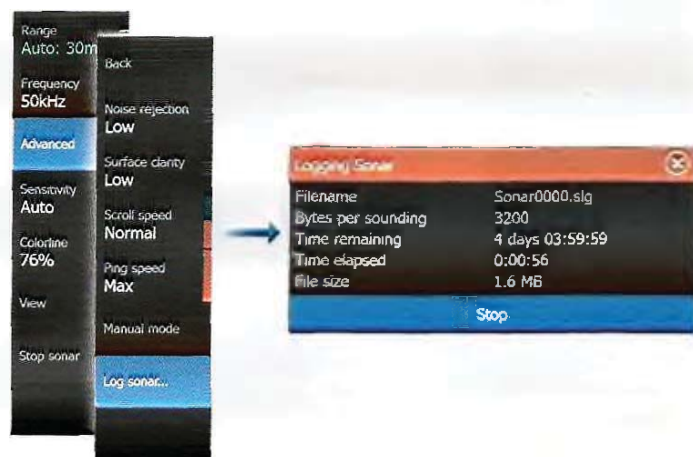 Range
Auto: 30m
Frequency
50kHz
Advanced
Sensitivity
Auto
Colorline
76%
View
Stop sonar
Back
Noise rejection
Low
Surface clarity
Low
Scroll speed
Normal
Ping speed
Max
Manual mode
Log sonar...
Logging Sonar
Filename Sonar0000.slg
Bytes per sounding 3200
Time remaining 4 days 03:59:59
Time elapsed 0:00:56
File size 1.6 MB
Stop